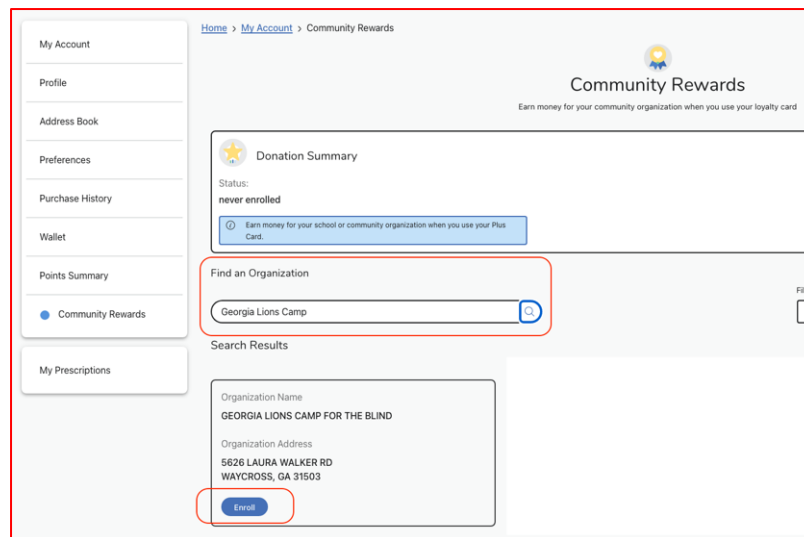 Home > My Account > Community Rewards
My Account
Profile
Address Book
Preferences
Purchase History
Wallet
Points Summary
Community Rewards
My Prescriptions
Community Rewards
Earn money for your community organization when you use your loyalty card
Donation Summary
Status:
never enrolled
Earn money for your school or community organization when you use your Plus
Card.
Find an Organization
Georgia Lions Camp
Search Results
Organization Name
GEORGIA LIONS CAMP FOR THE BLIND
Organization Address
5626 LAURA WALKER RD
WAYCROSS, GA 31503
Enroll